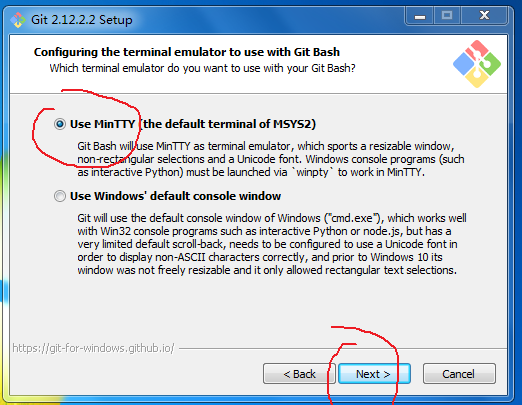 Git 2.12.2.2 Setup
Configuring the terminal emulator to use with Git Bash
Which terminal emulator do you want to use with your Git Bash?
Use MinTTY (the default terminal of MSYS2)
Git Bash will use MinTTY as terminal emulator, which sports a resizable window,
non-rectangular selections and a Unicode font. Windows console programs (such
as interactive Python) must be launched via `winpty` to work in MinTTY.
Use Windows' default console window
Git will use the default console window of Windows ("cmd.exe"), which works well
with Win32 console programs such as interactive Python or node.js, but has a
very limited default scroll-back, needs to be configured to use a Unicode font in
order to display non-ASCII characters correctly, and prior to Windows 10 its
window was not freely resizable and it only allowed rectangular text selections.
https://git-for-windows.github.io/
< Back
Next >
Cancel